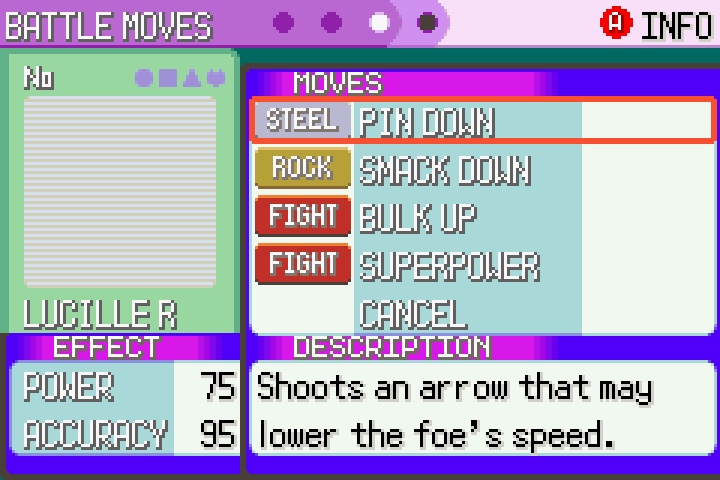 BATTLE MOVES
A INFO
No
MOVES
STEEL PIN DOWN
ROCK SMACK DOWN
FIGHT BULK UP
FIGHT SUPERPOWER
CANCEL
LUCILLE R
EFFECT
POWER 75
ACCURACY 95
DESCRIPTION
Shoots an arrow that may
lower the foe's speed.